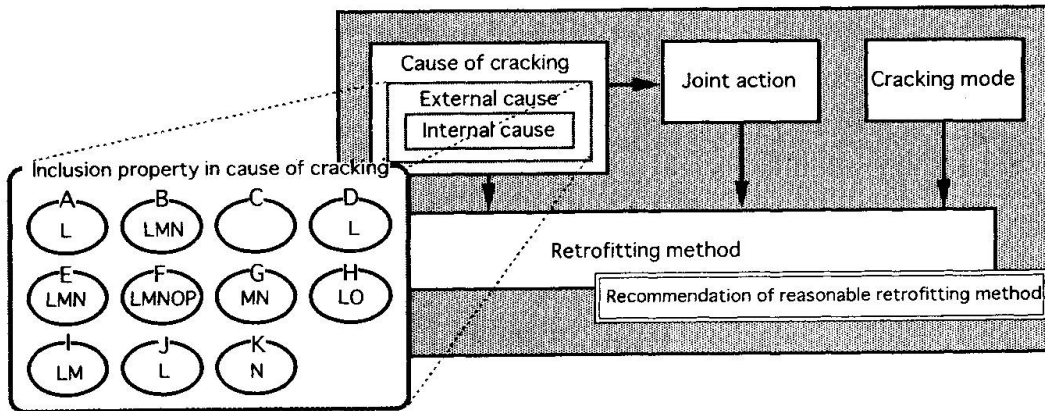 Cause of cracking
External cause
Internal cause
Joint action
Cracking mode
Inclusion property in cause of cracking
A B C D
L LMN L
E F G H
LMN LMNOP MN LO
I J K
LM L N
Retrofitting method
Recommendation of reasonable retrofitting method